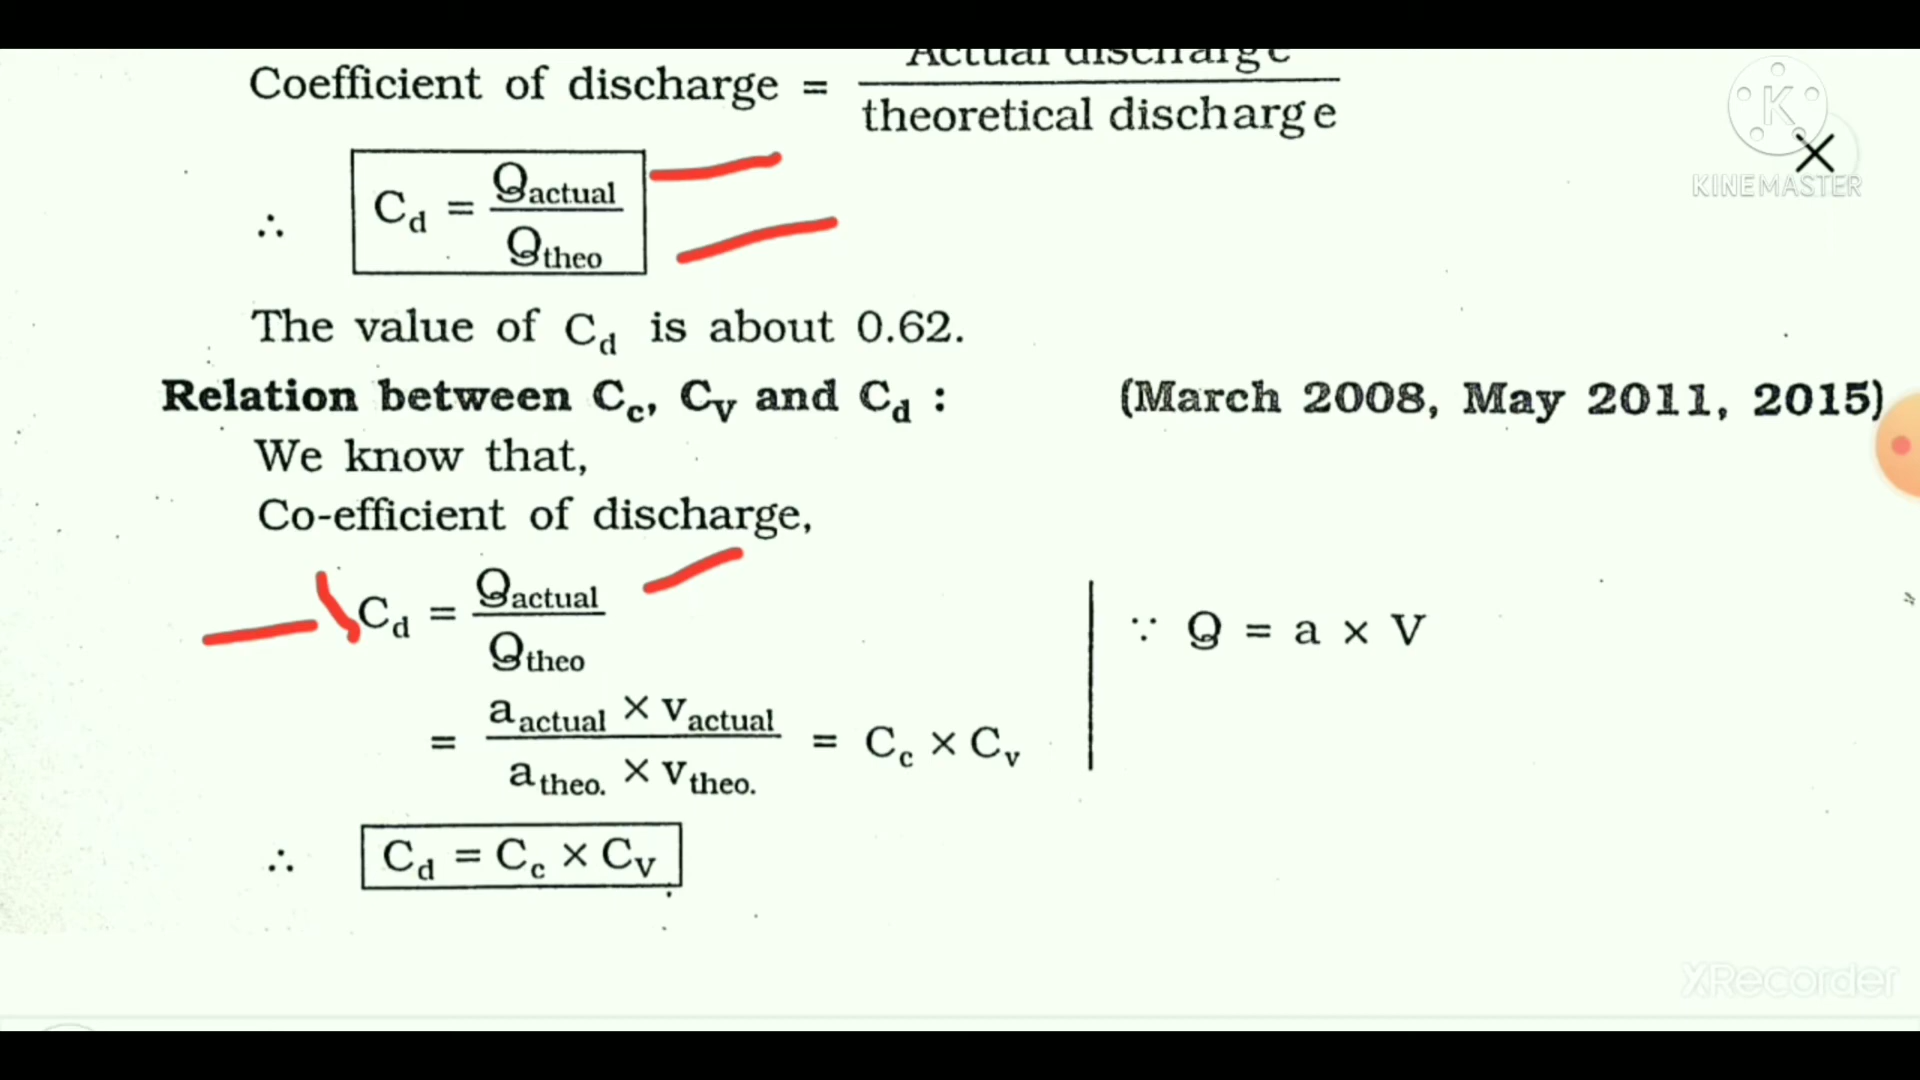 Actual discharge
Coefficient of discharge = ―――
theoretical discharge
∴ C_d = Q_actual / Q_theo
The value of C_d is about 0.62.
Relation between C_c, C_V and C_d : (March 2008, May 2011, 2015)
We know that,
Co-efficient of discharge,
C_d = Q_actual / Q_theo
∵ Q = a × V
= a_actual × v_actual / a_theo. × v_theo. = C_c × C_v
∴ C_d = C_c × C_V
K
KINEMASTER
XRecorder